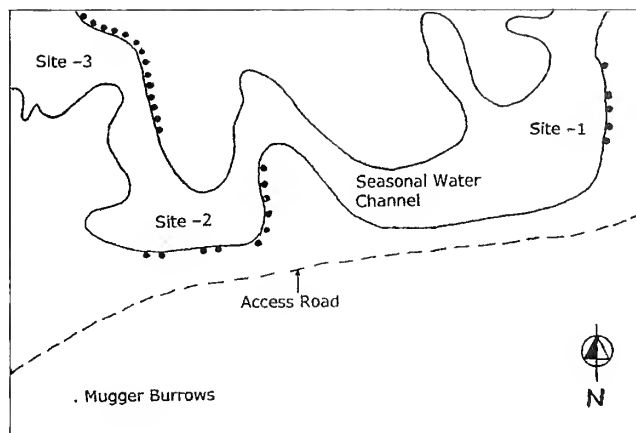 Site –3
Site –1
Seasonal Water
Channel
Site –2
Access Road
. Mugger Burrows
N